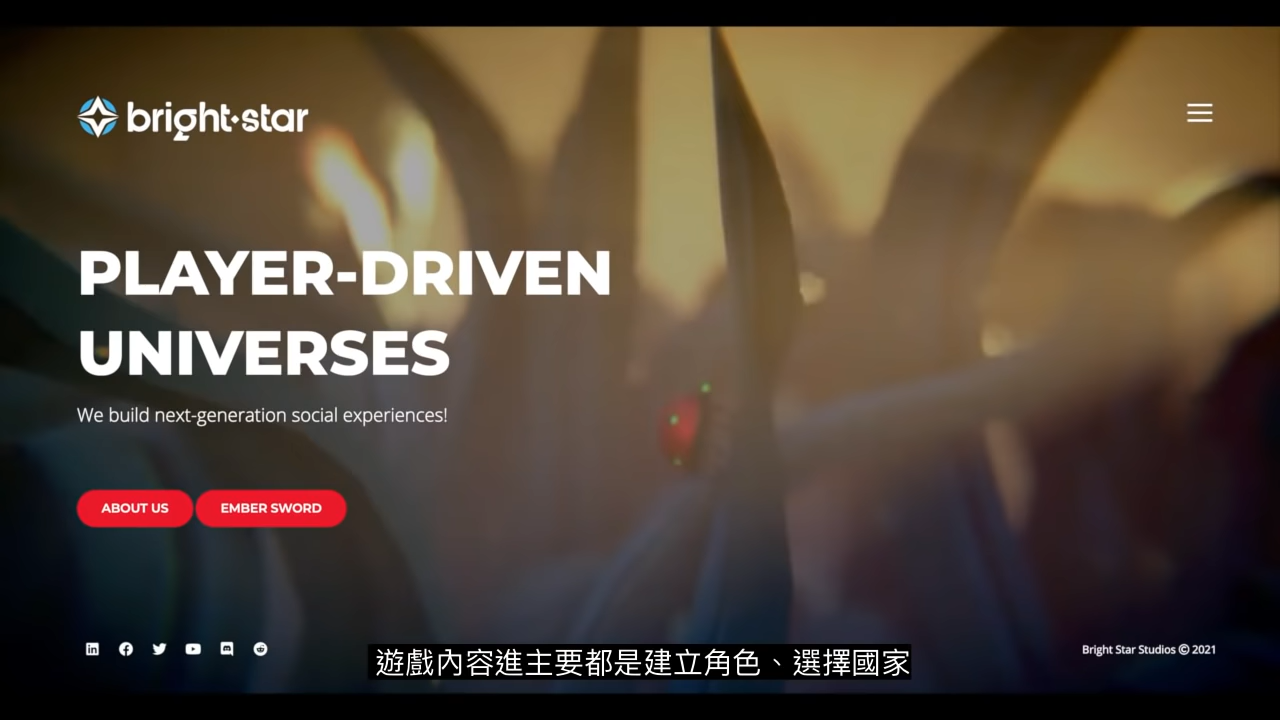 bright·star
PLAYER-DRIVEN
UNIVERSES
We build next-generation social experiences!
ABOUT US
EMBER SWORD
遊戲內容進主要都是建立角色、選擇國家
Bright Star Studios © 2021